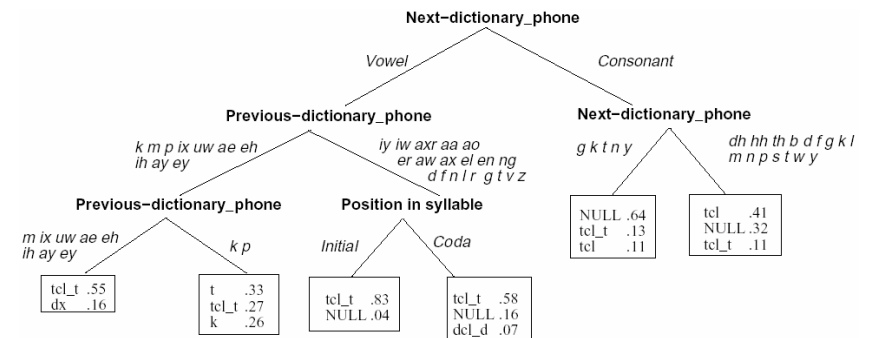 Next−dictionary_phone
Vowel
Consonant
Previous−dictionary_phone
Next−dictionary_phone
k m p ix uw ae eh
ih ay ey
iy iw axr aa ao
er aw ax el en ng
d f n l r g t v z
g k t n y
dh hh th b d f g k l
m n p s t w y
Previous−dictionary_phone
Position in syllable
m ix uw ae eh
ih ay ey
k p
Initial
Coda
NULL .64
tcl_t .13
tcl .11
tcl .41
NULL .32
tcl_t .11
tcl_t .55
dx .16
t .33
tcl_t .27
k .26
tcl_t .83
NULL .04
tcl_t .58
NULL .16
dcl_d .07